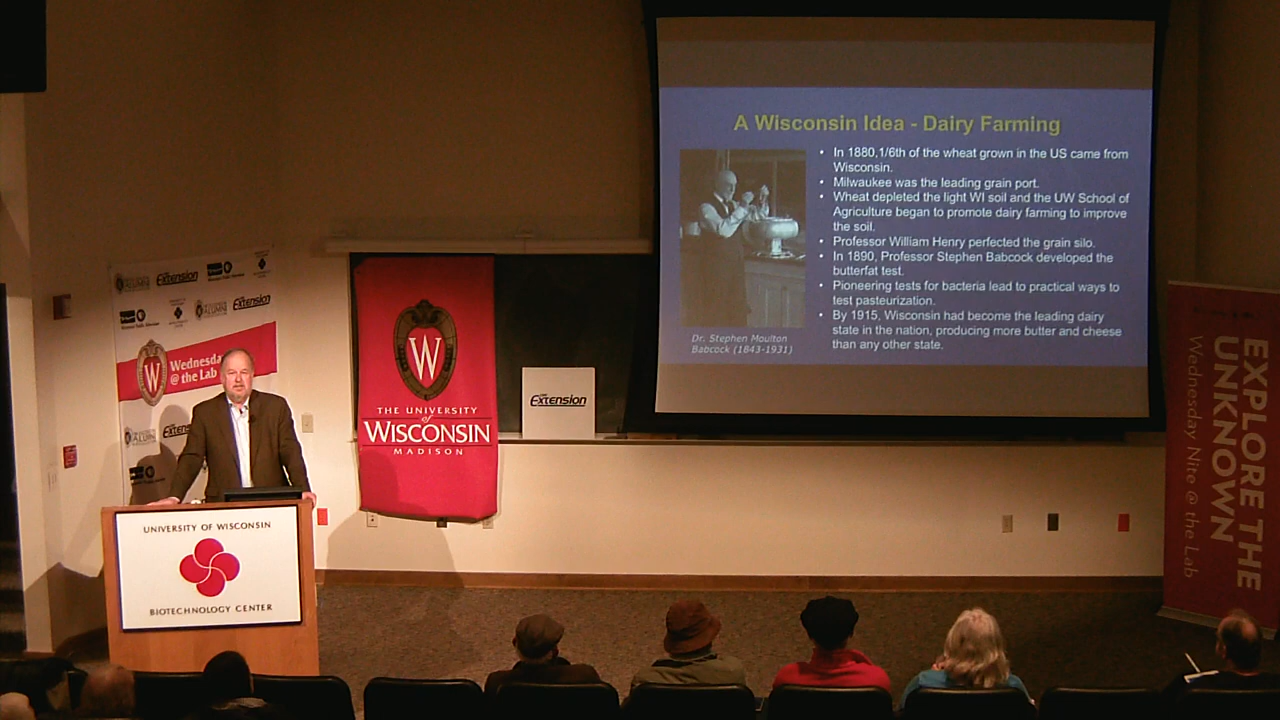 A Wisconsin Idea - Dairy Farming
• In 1880,1/6th of the wheat grown in the US came from
Wisconsin.
• Milwaukee was the leading grain port.
• Wheat depleted the light WI soil and the UW School of
Agriculture began to promote dairy farming to improve
the soil.
• Professor William Henry perfected the grain silo.
• In 1890, Professor Stephen Babcock developed the
butterfat test.
• Pioneering tests for bacteria lead to practical ways to
test pasteurization.
• By 1915, Wisconsin had become the leading dairy
state in the nation, producing more butter and cheese
than any other state.
Dr. Stephen Moulton
Babcock (1843-1931)
Extension
Extension
Wednesda
@ the Lab
W
THE UNIVERSITY
of
WISCONSIN
MADISON
Extension
UNIVERSITY OF WISCONSIN
BIOTECHNOLOGY CENTER
EXPLORE THE
UNKNOWN
Wednesday Nite @ the Lab